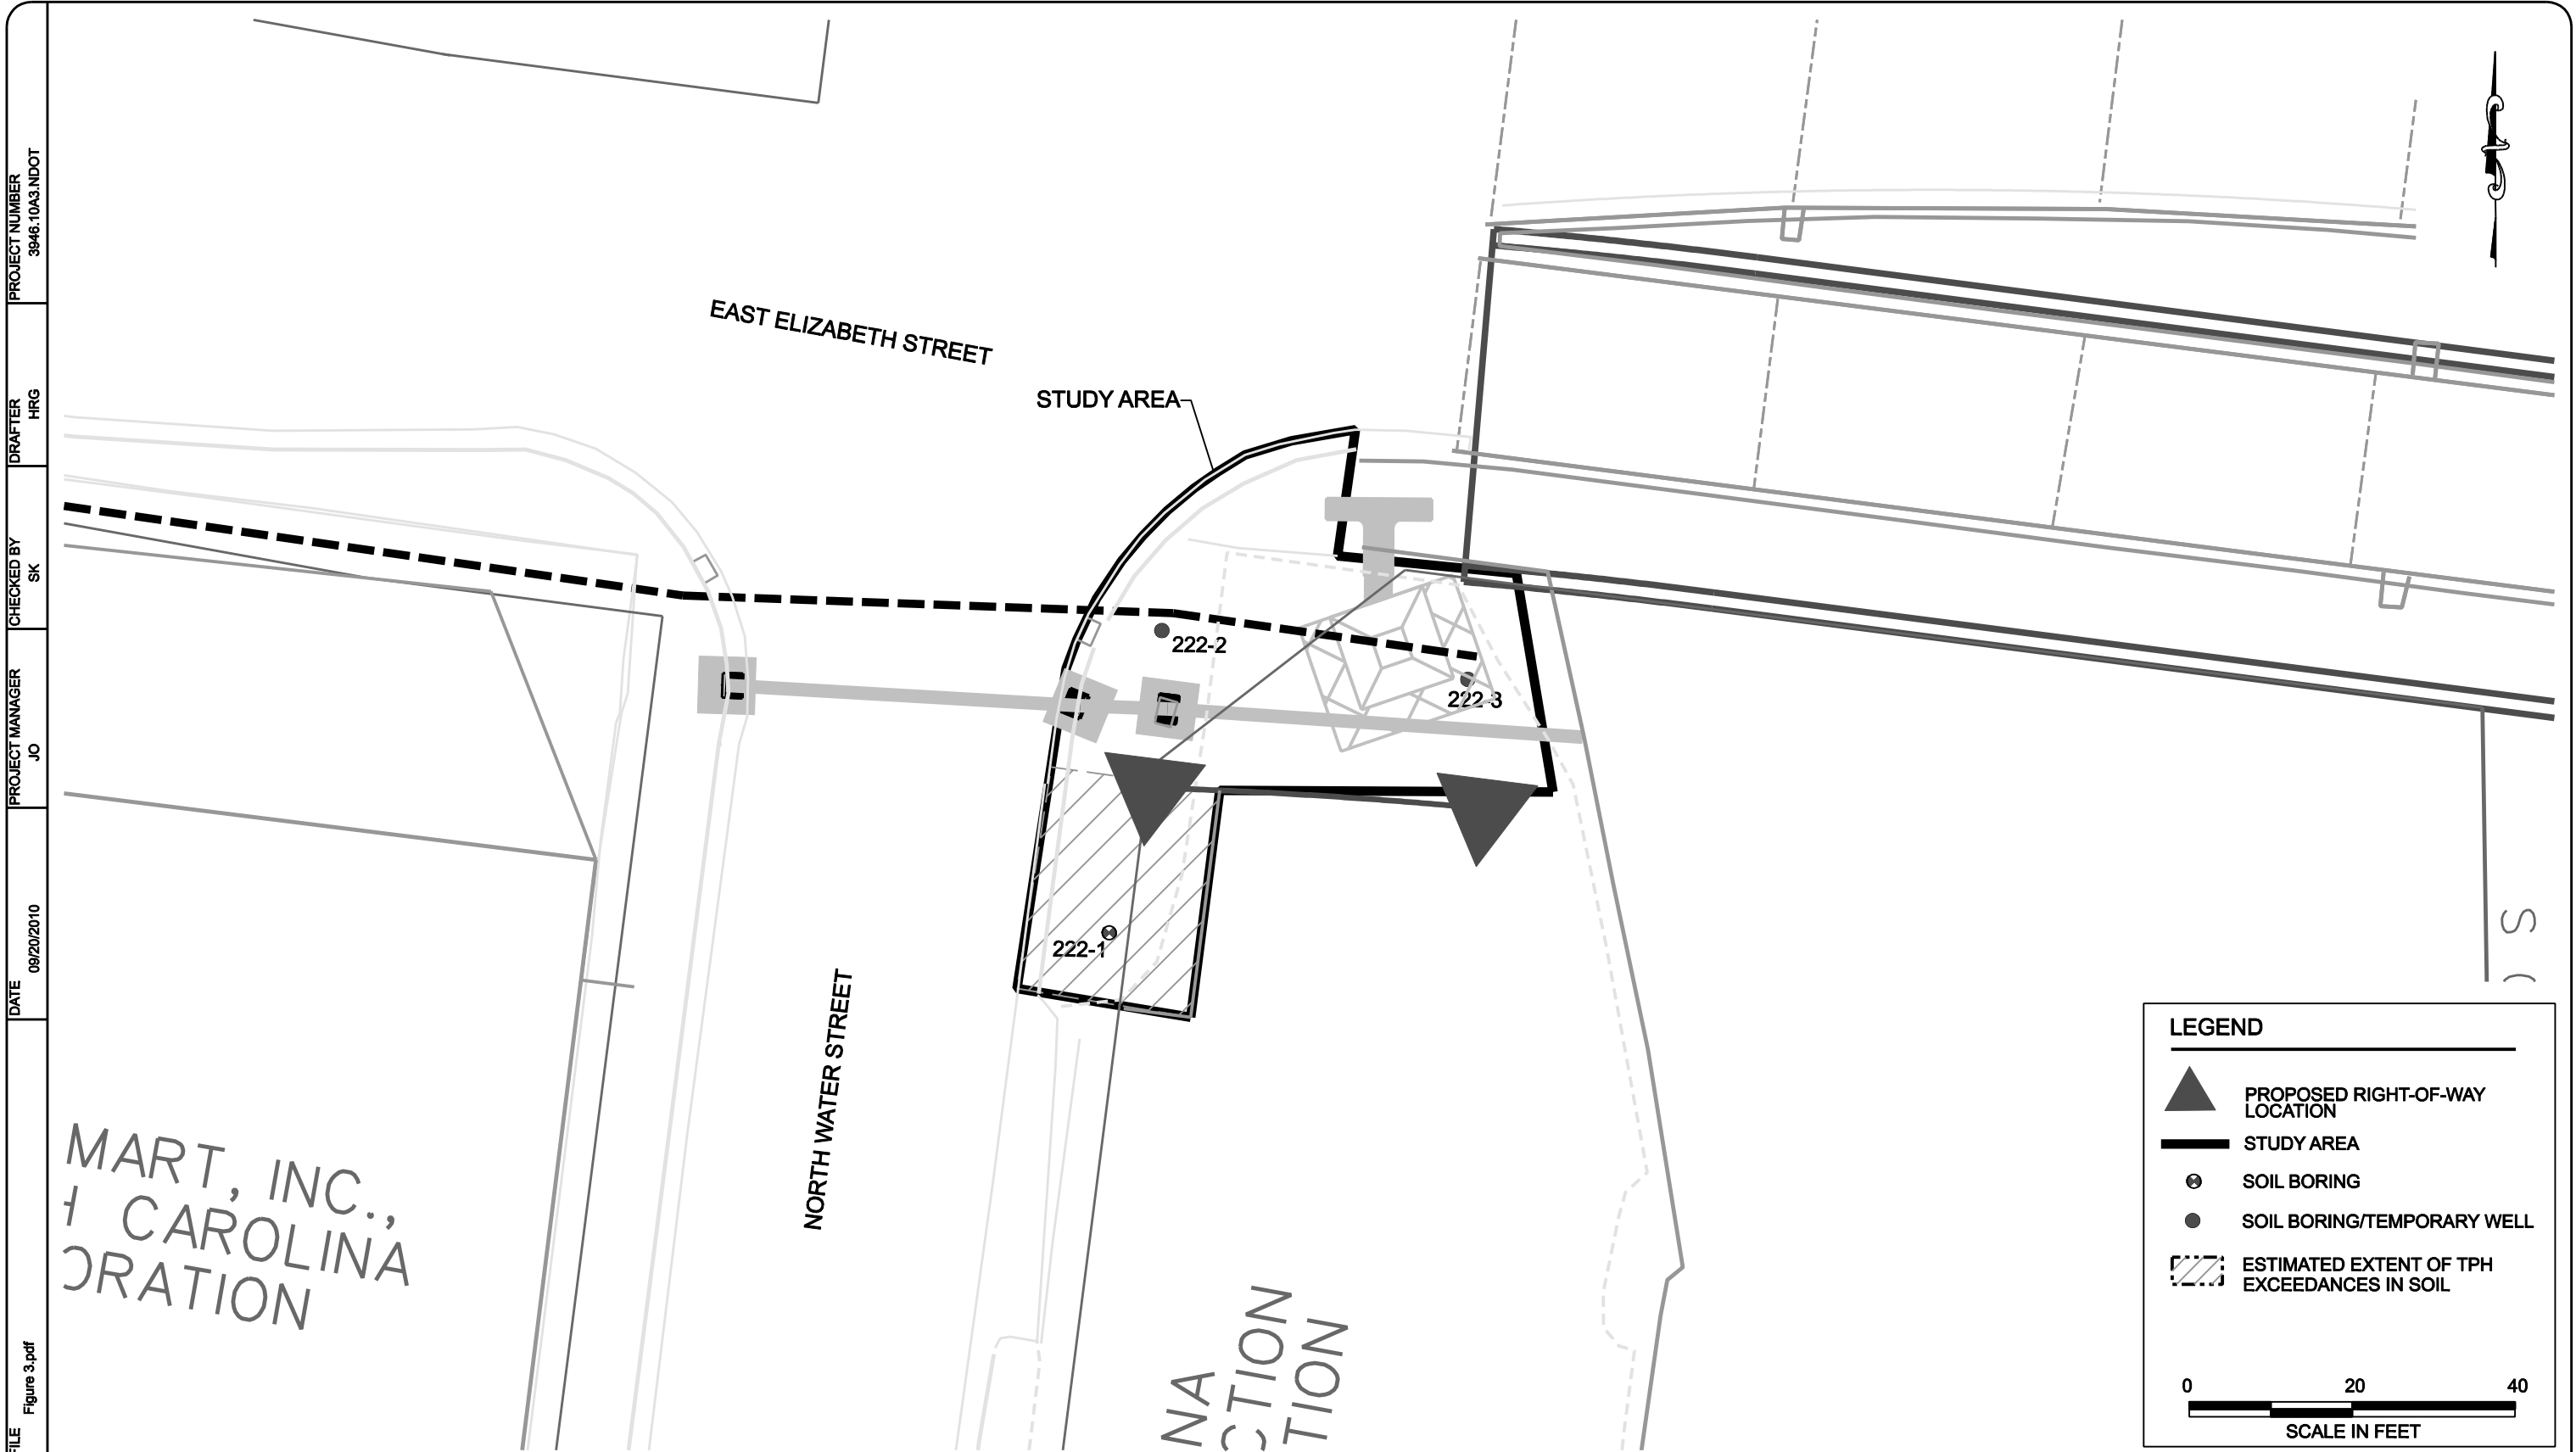 PROJECT NUMBER
3946.10A3.NDOT
DRAFTER
HRG
CHECKED BY
SK
PROJECT MANAGER
JO
DATE
09/20/2010
Figure 3.pdf
EAST ELIZABETH STREET
STUDY AREA
222-2
222-3
222-1
NORTH WATER STREET
MART, INC.,
H CAROLINA
ORATION
NA
CTION
TION
S
LEGEND
PROPOSED RIGHT-OF-WAY
LOCATION
STUDY AREA
SOIL BORING
SOIL BORING/TEMPORARY WELL
ESTIMATED EXTENT OF TPH
EXCEEDANCES IN SOIL
0 20 40
SCALE IN FEET